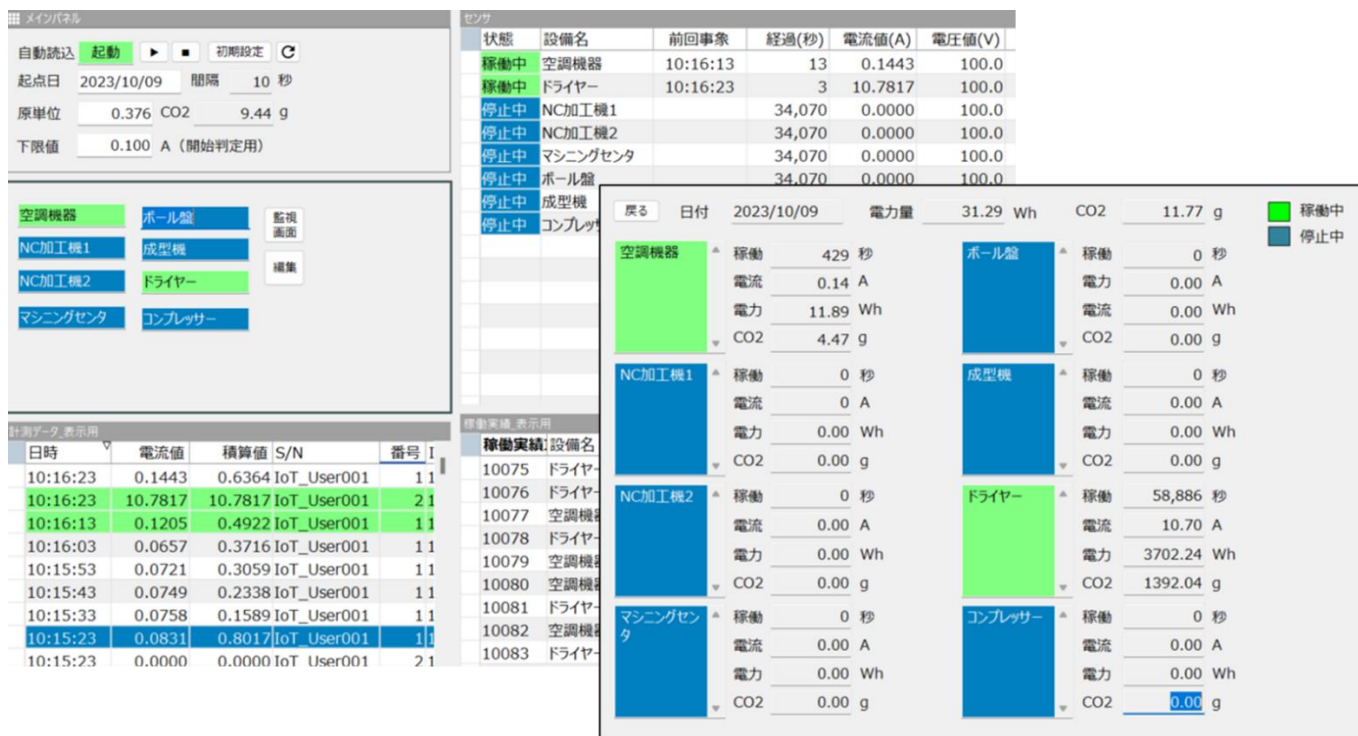 メインパネル
自動読込 起動 初期設定
起点日 2023/10/09 間隔 10 秒
原単位 0.376 CO2 9.44 g
下限値 0.100 A（開始判定用）
空調機器 ボール盤 監視画面
NC加工機1 成型機 編集
NC加工機2 ドライヤー
マシニングセンタ コンプレッサー
センサ
状態 設備名 前回事象 経過(秒) 電流値(A) 電圧値(V)
稼働中 空調機器 10:16:13 13 0.1443 100.0
稼働中 ドライヤー 10:16:23 3 10.7817 100.0
停止中 NC加工機1 34,070 0.0000 100.0
停止中 NC加工機2 34,070 0.0000 100.0
停止中 マシニングセンタ 34,070 0.0000 100.0
停止中 ボール盤 34,070 0.0000 100.0
停止中 成型機
停止中
計測データ_表示用
日時 電流値 積算値 S/N 番号
10:16:23 0.1443 0.6364 IoT_User001 1 1
10:16:23 10.7817 10.7817 IoT_User001 2 1
10:16:13 0.1205 0.4922 IoT_User001 1 1
10:16:03 0.0657 0.3716 IoT_User001 1 1
10:15:53 0.0721 0.3059 IoT_User001 1 1
10:15:43 0.0749 0.2338 IoT_User001 1 1
10:15:33 0.0758 0.1589 IoT_User001 1 1
10:15:23 0.0831 0.8017 IoT_User001 1 1
10:15:23 0.0000 0.0000 IoT_User001 2 1
稼働実績_表示用
稼働実績 設備名
10075 ドライヤー
10076 ドライヤー
10077 空調機器
10078 ドライヤー
10079 空調機器
10080 空調機器
10081 ドライヤー
10082 空調機器
10083 ドライヤー
戻る 日付 2023/10/09 電力量 31.29 Wh CO2 11.77 g
稼働中
停止中
空調機器
稼働 429 秒
電流 0.14 A
電力 11.89 Wh
CO2 4.47 g
ボール盤
稼働 0 秒
電力 0.00 A
電流 0.00 Wh
CO2 0.00 g
NC加工機1
稼働 0 秒
電流 0 A
電力 0.00 Wh
CO2 0.00 g
成型機
稼働 0 秒
電流 0.00 A
電力 0.00 Wh
CO2 0.00 g
NC加工機2
稼働 0 秒
電流 0.00 A
電力 0.00 Wh
CO2 0.00 g
ドライヤー
稼働 58,886 秒
電流 10.70 A
電力 3702.24 Wh
CO2 1392.04 g
マシニングセンタ
稼働 0 秒
電流 0.00 A
電力 0.00 Wh
CO2 0.00 g
コンプレッサー
稼働 0 秒
電流 0.00 A
電力 0.00 Wh
CO2 0.00 g